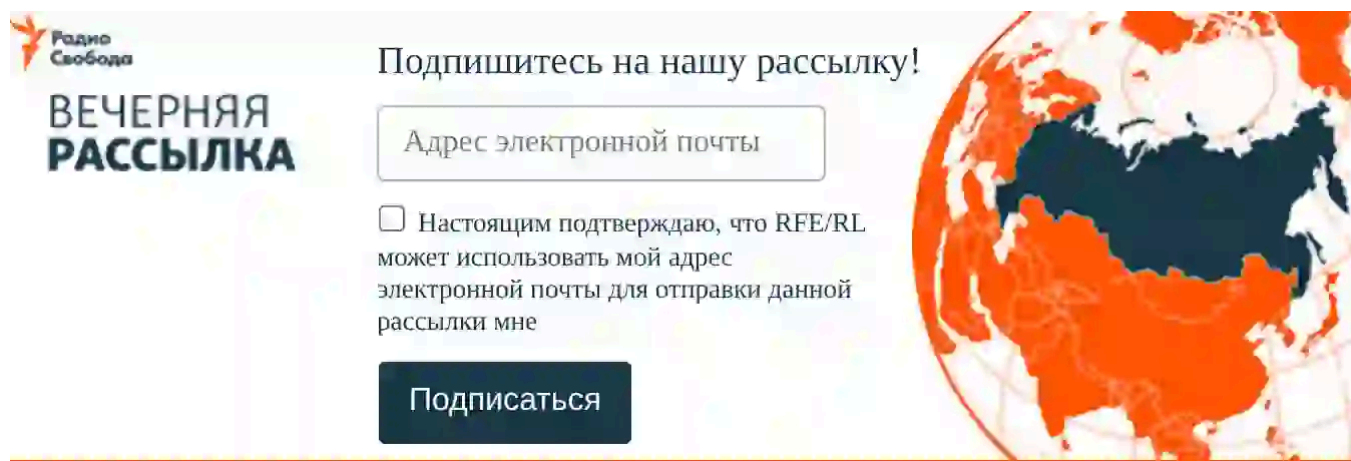 Радио
Свобода
ВЕЧЕРНЯЯ
РАССЫЛКА
Подпишитесь на нашу рассылку!
Адрес электронной почты
Настоящим подтверждаю, что RFE/RL
может использовать мой адрес
электронной почты для отправки данной
рассылки мне
Подписаться